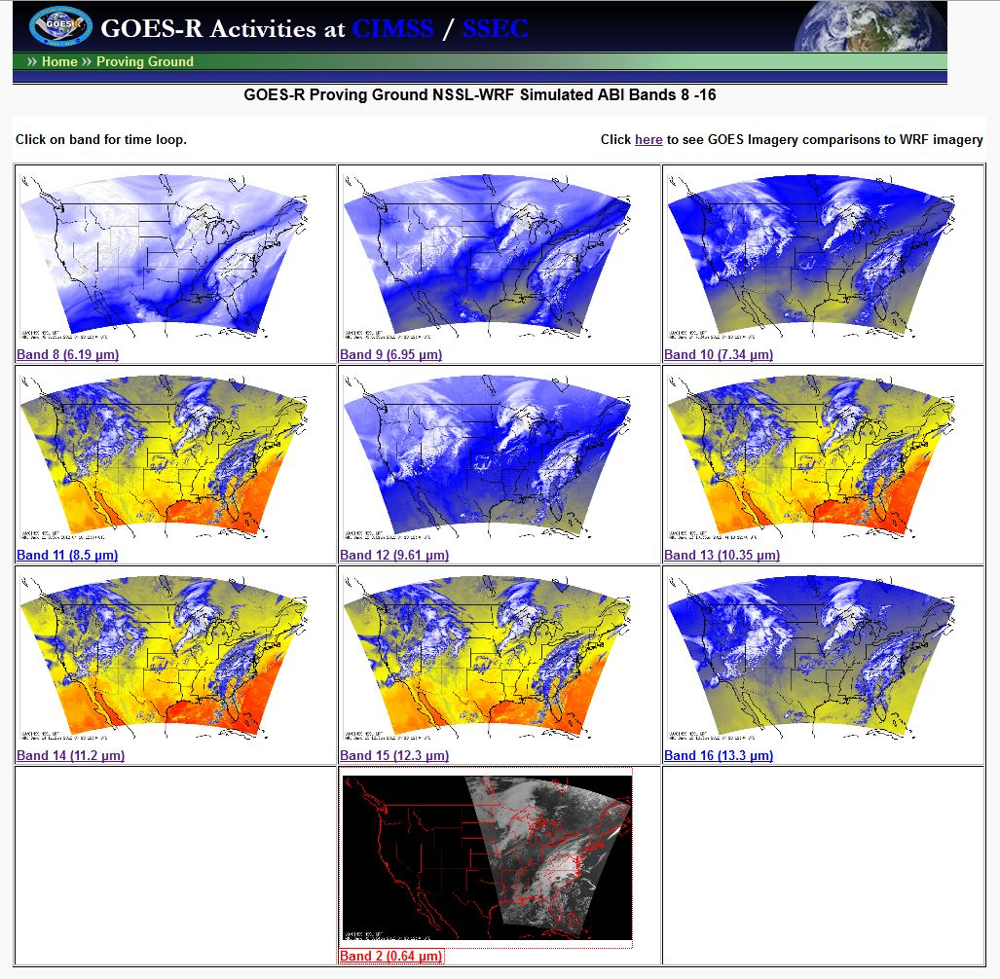 GOES-R
GOES-R Activities at CIMSS / SSEC
» Home » Proving Ground
GOES-R Proving Ground NSSL-WRF Simulated ABI Bands 8 -16
Click on band for time loop.
Click here to see GOES Imagery comparisons to WRF imagery
Band 8 (6.19 µm)
Band 9 (6.95 µm)
Band 10 (7.34 µm)
Band 11 (8.5 µm)
Band 12 (9.61 µm)
Band 13 (10.35 µm)
Band 14 (11.2 µm)
Band 15 (12.3 µm)
Band 16 (13.3 µm)
Band 2 (0.64 µm)